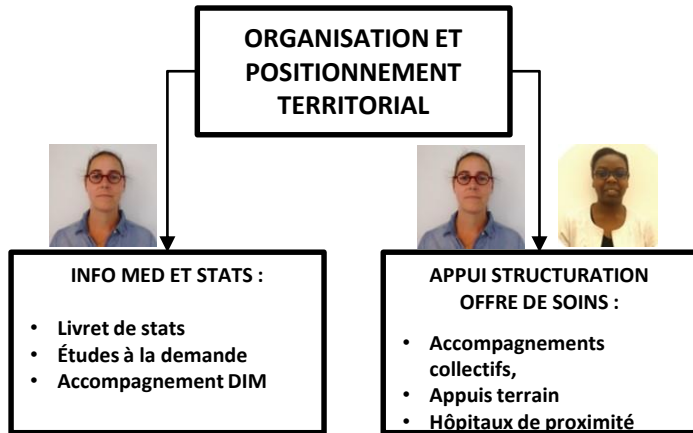 ORGANISATION ET
POSITIONNEMENT
TERRITORIAL
INFO MED ET STATS :
• Livret de stats
• Études à la demande
• Accompagnement DIM
APPUI STRUCTURATION
OFFRE DE SOINS :
• Accompagnements
collectifs,
• Appuis terrain
• Hôpitaux de proximité